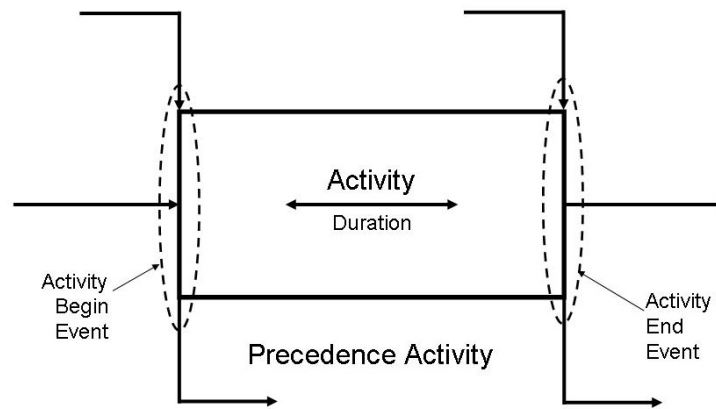 Activity
Duration
Activity
Begin
Event
Activity
End
Event
Precedence Activity